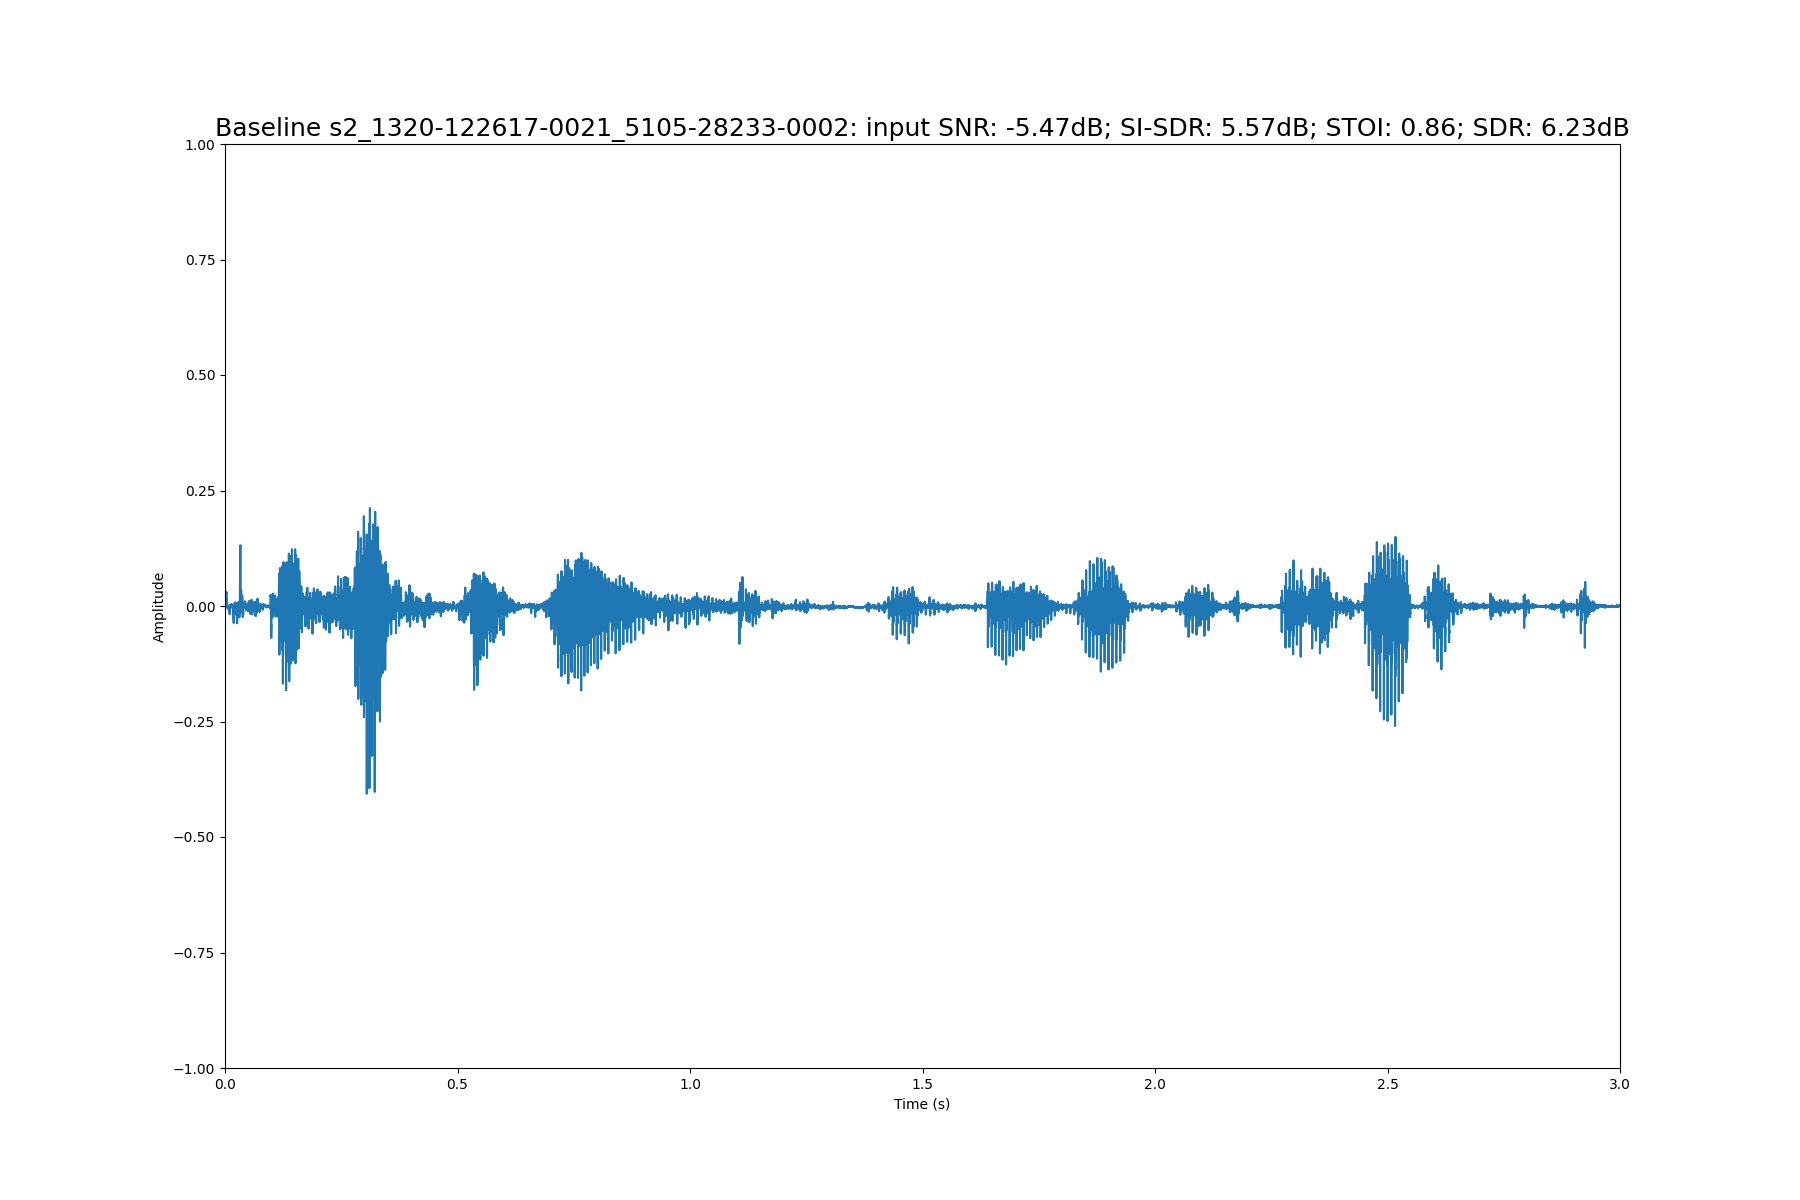 Baseline s2_1320-122617-0021_5105-28233-0002: input SNR: -5.47dB; SI-SDR: 5.57dB; STOI: 0.86; SDR: 6.23dB
1.00
0.75
0.50
0.25
0.00
−0.25
−0.50
−0.75
−1.00
Amplitude
0.0 0.5 1.0 1.5 2.0 2.5 3.0
Time (s)